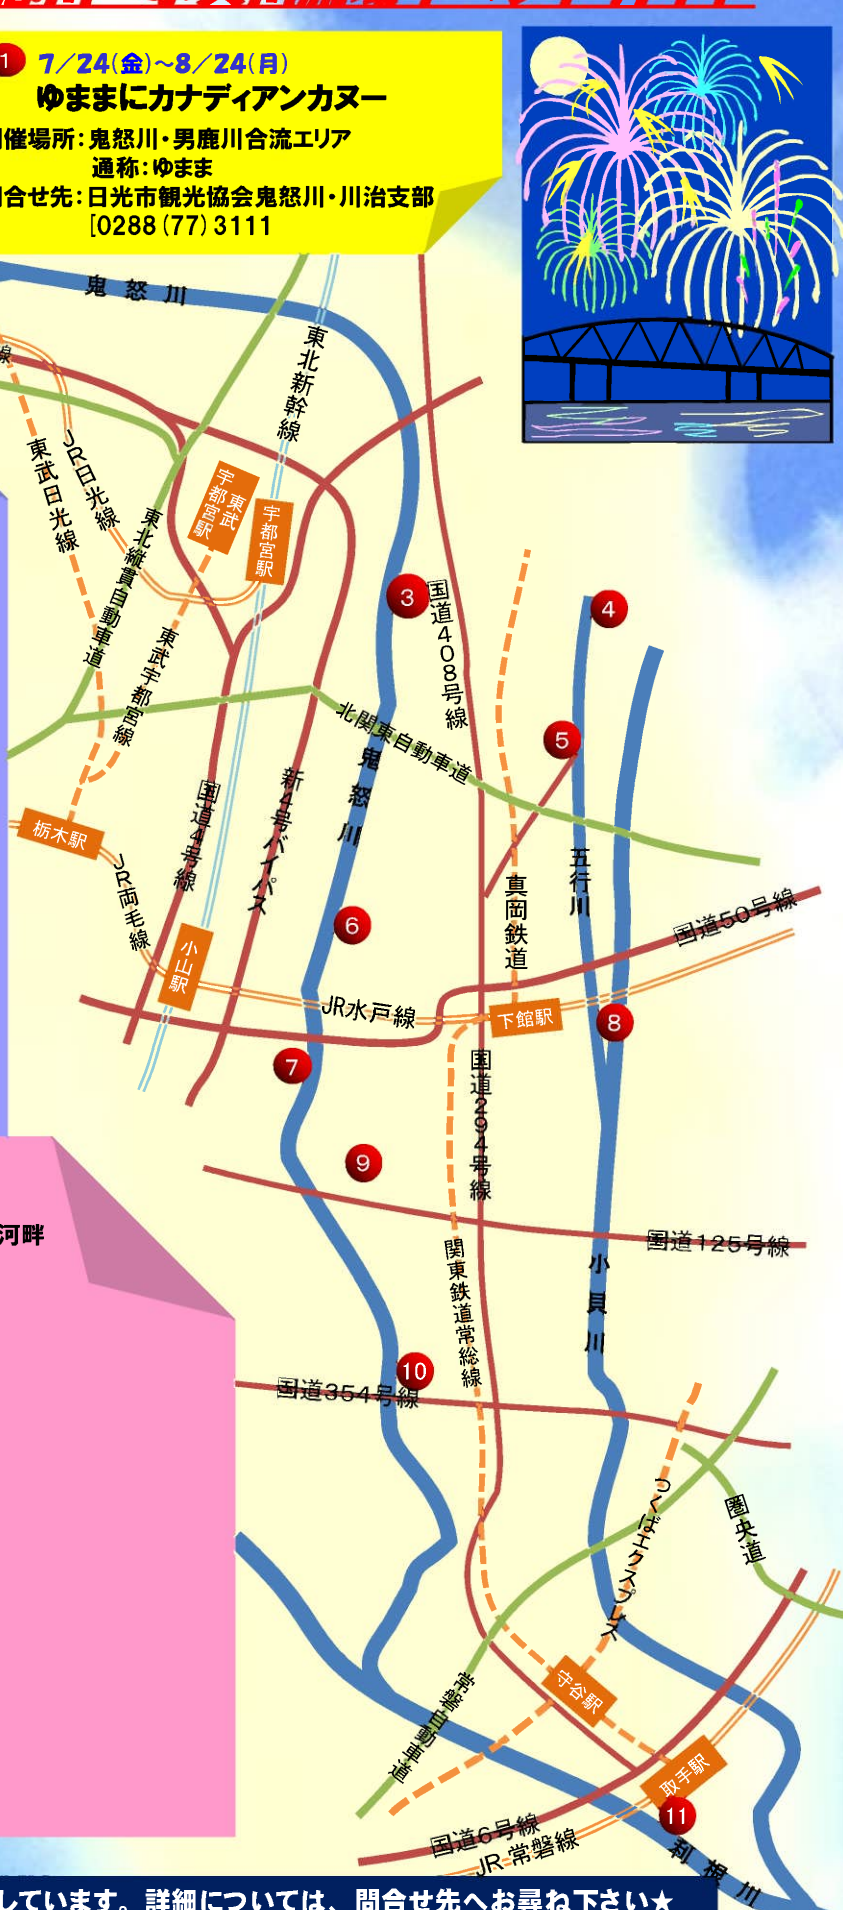 1 7/24(金)~8/24(月)
ゆままにカナディアンカヌー
催場所:鬼怒川・男鹿川合流エリア
通称:ゆまま
合せ先:日光市観光協会鬼怒川・川治支部
[0288(77)3111
鬼怒川
東北新幹線
線
JR日光線
東武日光線
東武
宇都宮駅
宇都宮駅
東北縦貫自動車道
東武宇都宮線
3
国道408号線
4
5
北関東自動車道
鬼怒川
国道4号線
新4号バイパス
栃木駅
JR両毛線
五行川
真岡鉄道
国道50号線
6
小山駅
JR水戸線
下館駅
8
7
国道294号線
9
河畔
国道125号線
関東鉄道常総線
小貝川
10
国道354号線
つくばエクスプレス
圏央道
守谷駅
常磐自動車道
取手駅
11
国道6号線
JR常磐線
利根川
しています。詳細については、問合せ先へお尋ね下さい★